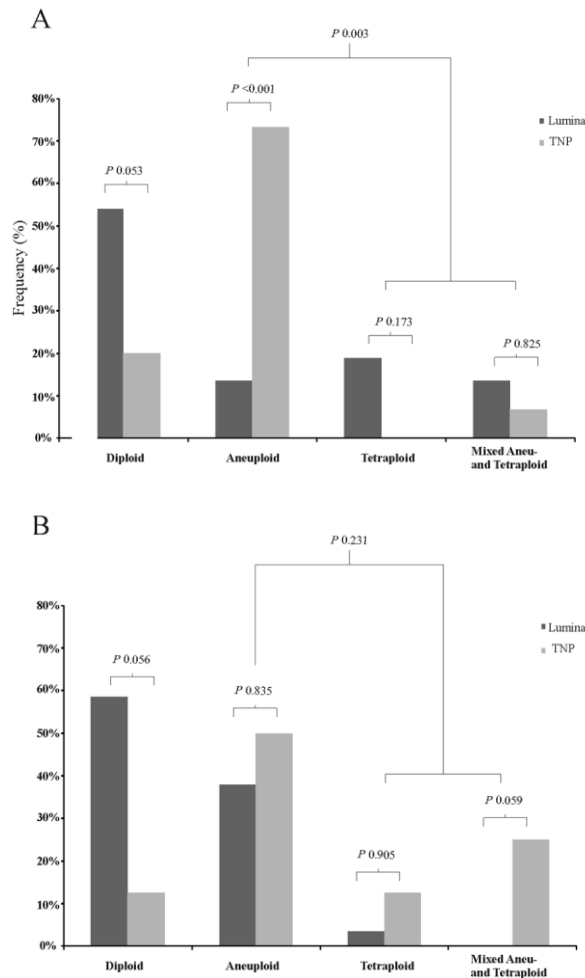 A
P 0.003
80%
P <0.001
Lumina
TNP
70%
P 0.053
60%
50%
Frequency (%)
40%
30%
P 0.173
20%
P 0.825
10%
0%
Diploid
Aneuploid
Tetraploid
Mixed Aneu-
and Tetraploid
B
P 0.231
80%
Lumina
TNP
70%
P 0.056
P 0.835
60%
50%
40%
P 0.059
30%
P 0.905
20%
10%
0%
Diploid
Aneuploid
Tetraploid
Mixed Aneu-
and Tetraploid